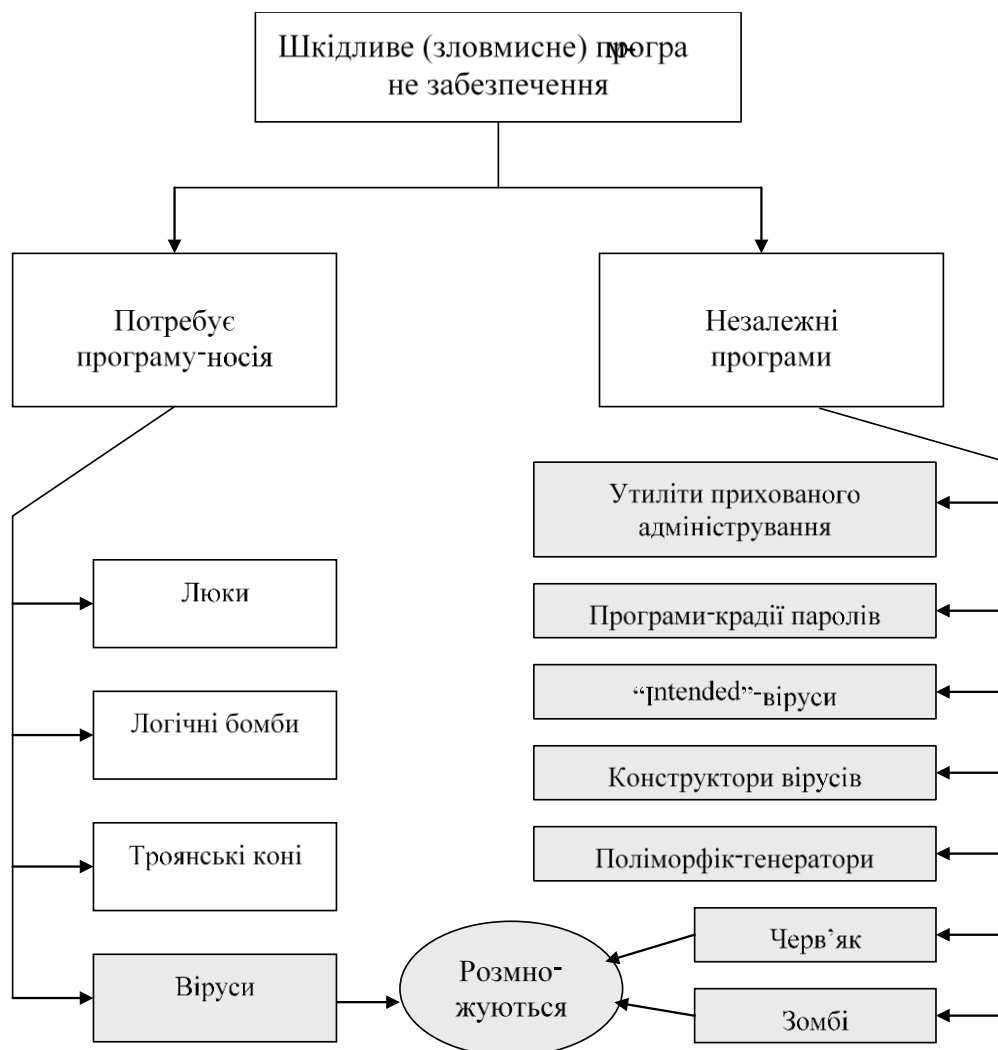 Шкідливе (зловмисне) програм-
не забезпечення
Потребує
програму-носія
Незалежні
програми
Утиліти прихованого
адміністрування
Люки
Програми-крадії паролів
“Intended”-віруси
Логічні бомби
Конструктори вірусів
Троянські коні
Поліморфік-генератори
Черв’як
Віруси
Розмно-
жуються
Зомбі